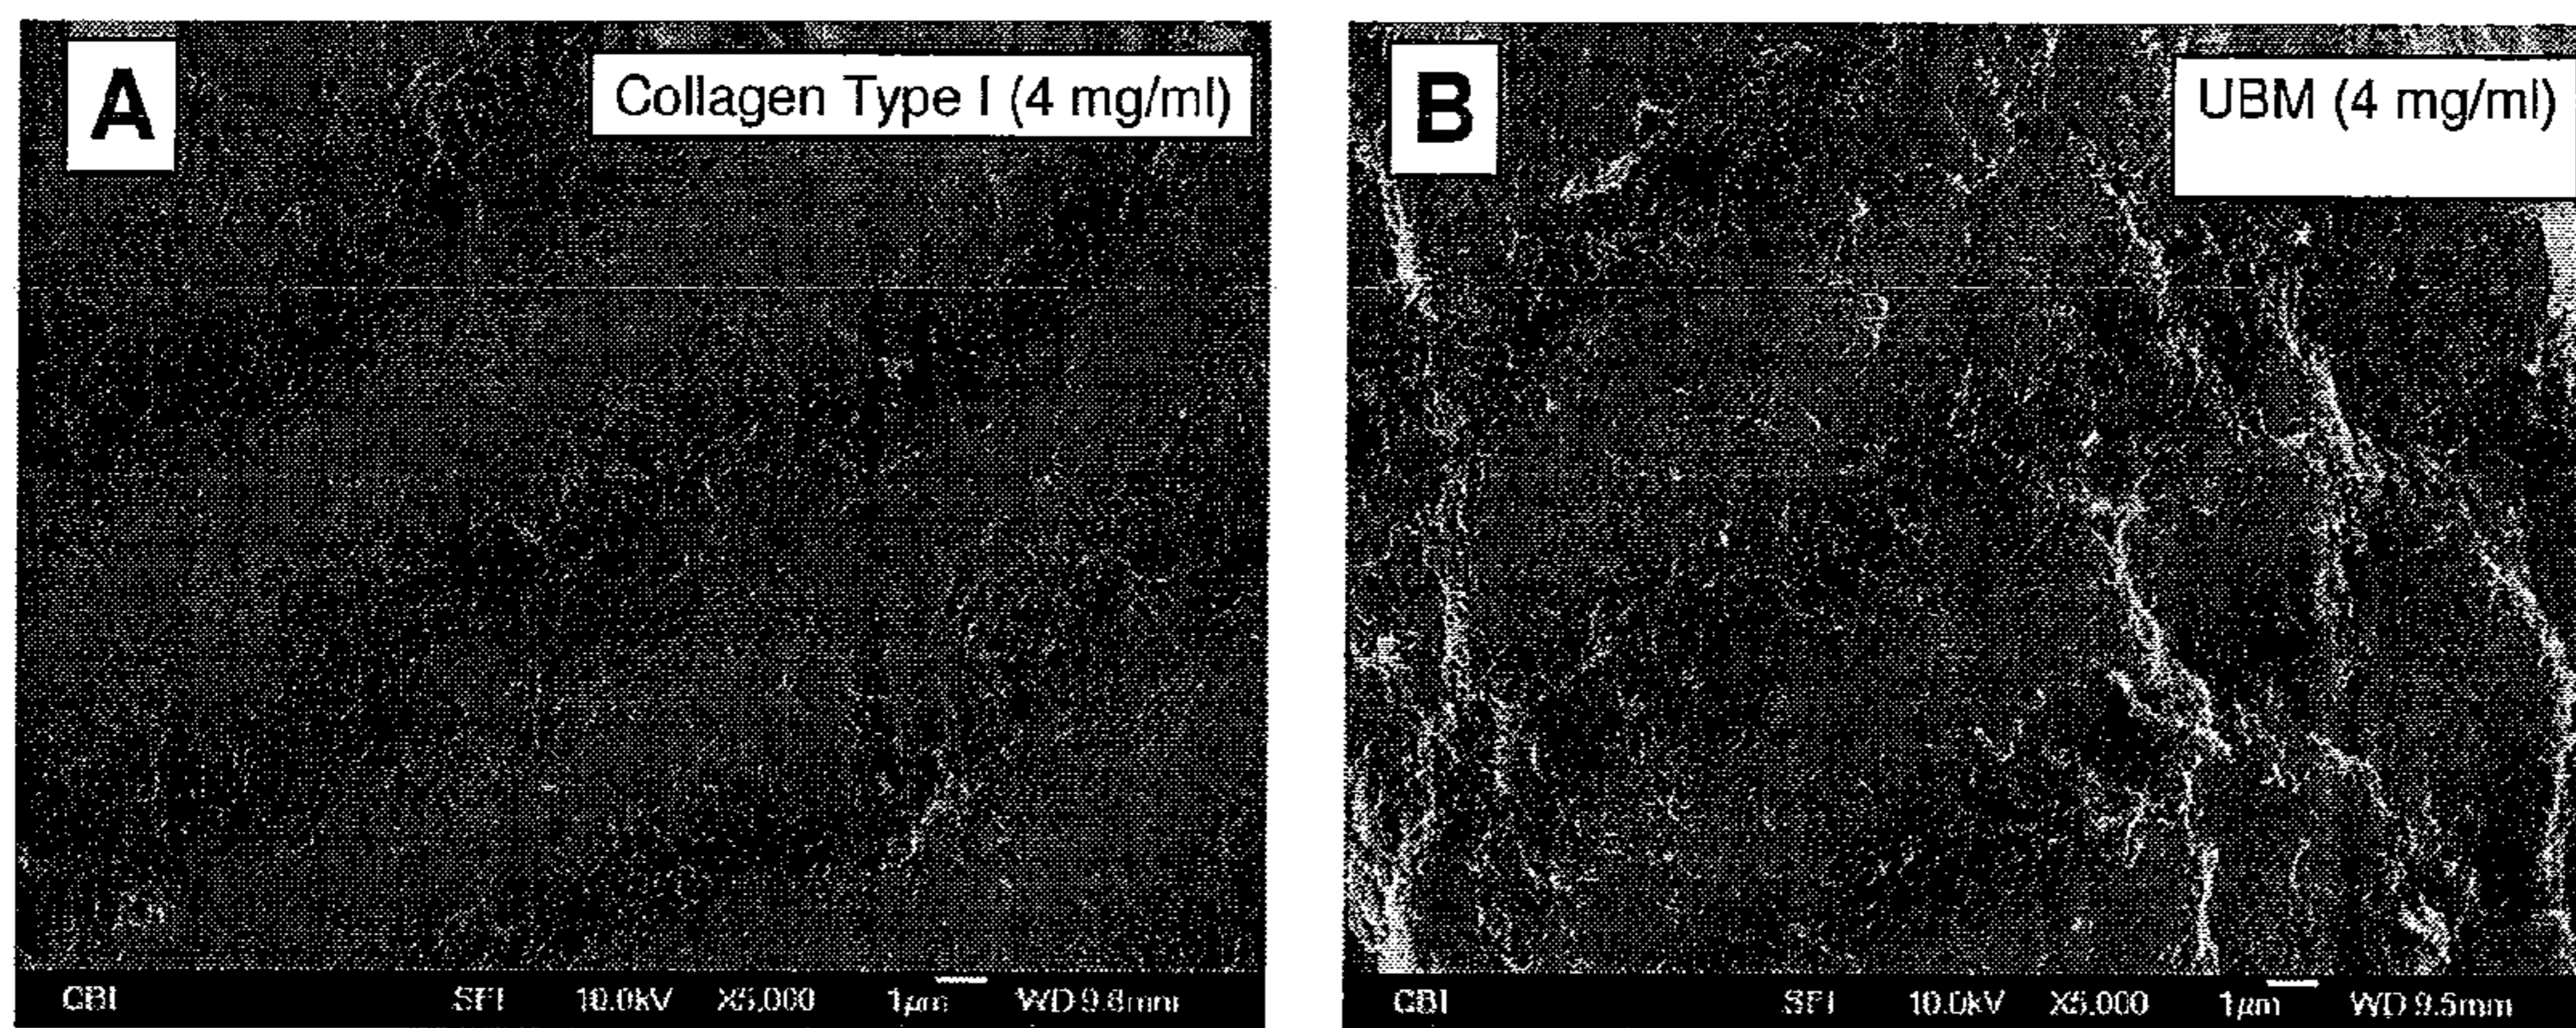 A
Collagen Type I (4 mg/ml)
B
UBM (4 mg/ml)
CBI SEI 10.0kV X5,000 1µm WD 9.8mm
CBI SEI 10.0kV X5,000 1µm WD 9.5mm